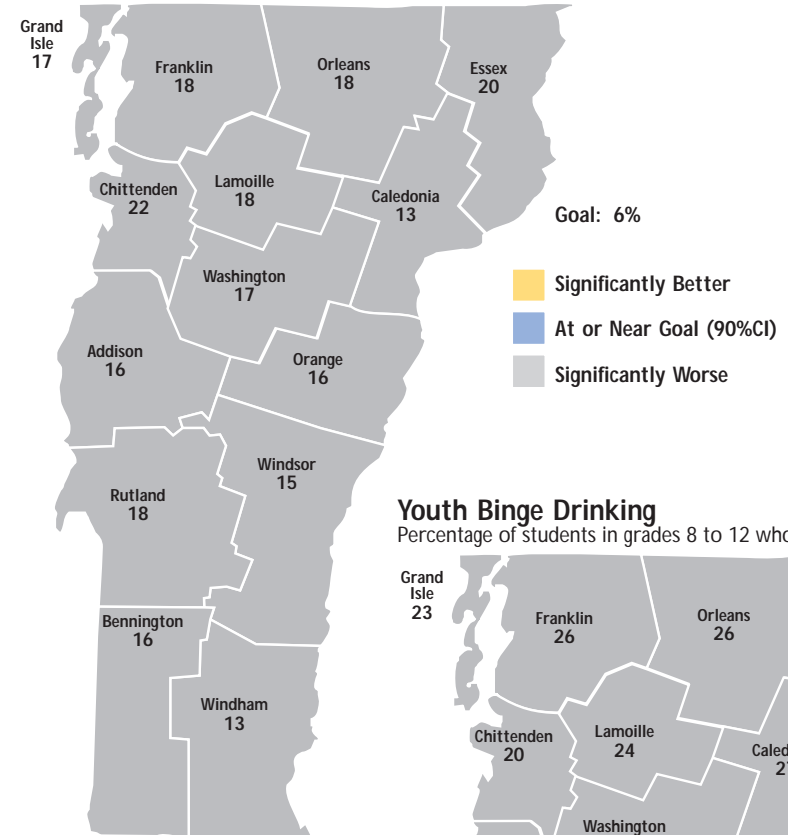 Grand
Isle
17
Franklin
18
Orleans
18
Essex
20
Chittenden
22
Lamoille
18
Caledonia
13
Washington
17
Addison
16
Orange
16
Windsor
15
Rutland
18
Bennington
16
Windham
13
Goal: 6%
Significantly Better
At or Near Goal (90%CI)
Significantly Worse
Youth Binge Drinking
Percentage of students in grades 8 to 12 who
Grand
Isle
23
Franklin
26
Orleans
26
Chittenden
20
Lamoille
24
Washington